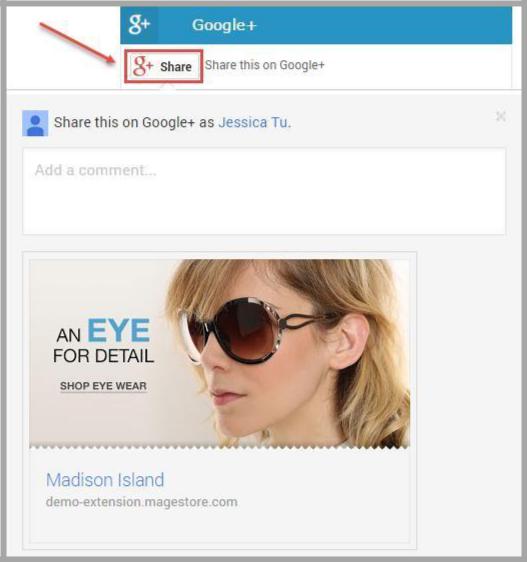 g+ Google+
g+ Share Share this on Google+
Share this on Google+ as Jessica Tu.
Add a comment...
AN EYE
FOR DETAIL
SHOP EYE WEAR
Madison Island
demo-extension.magestore.com